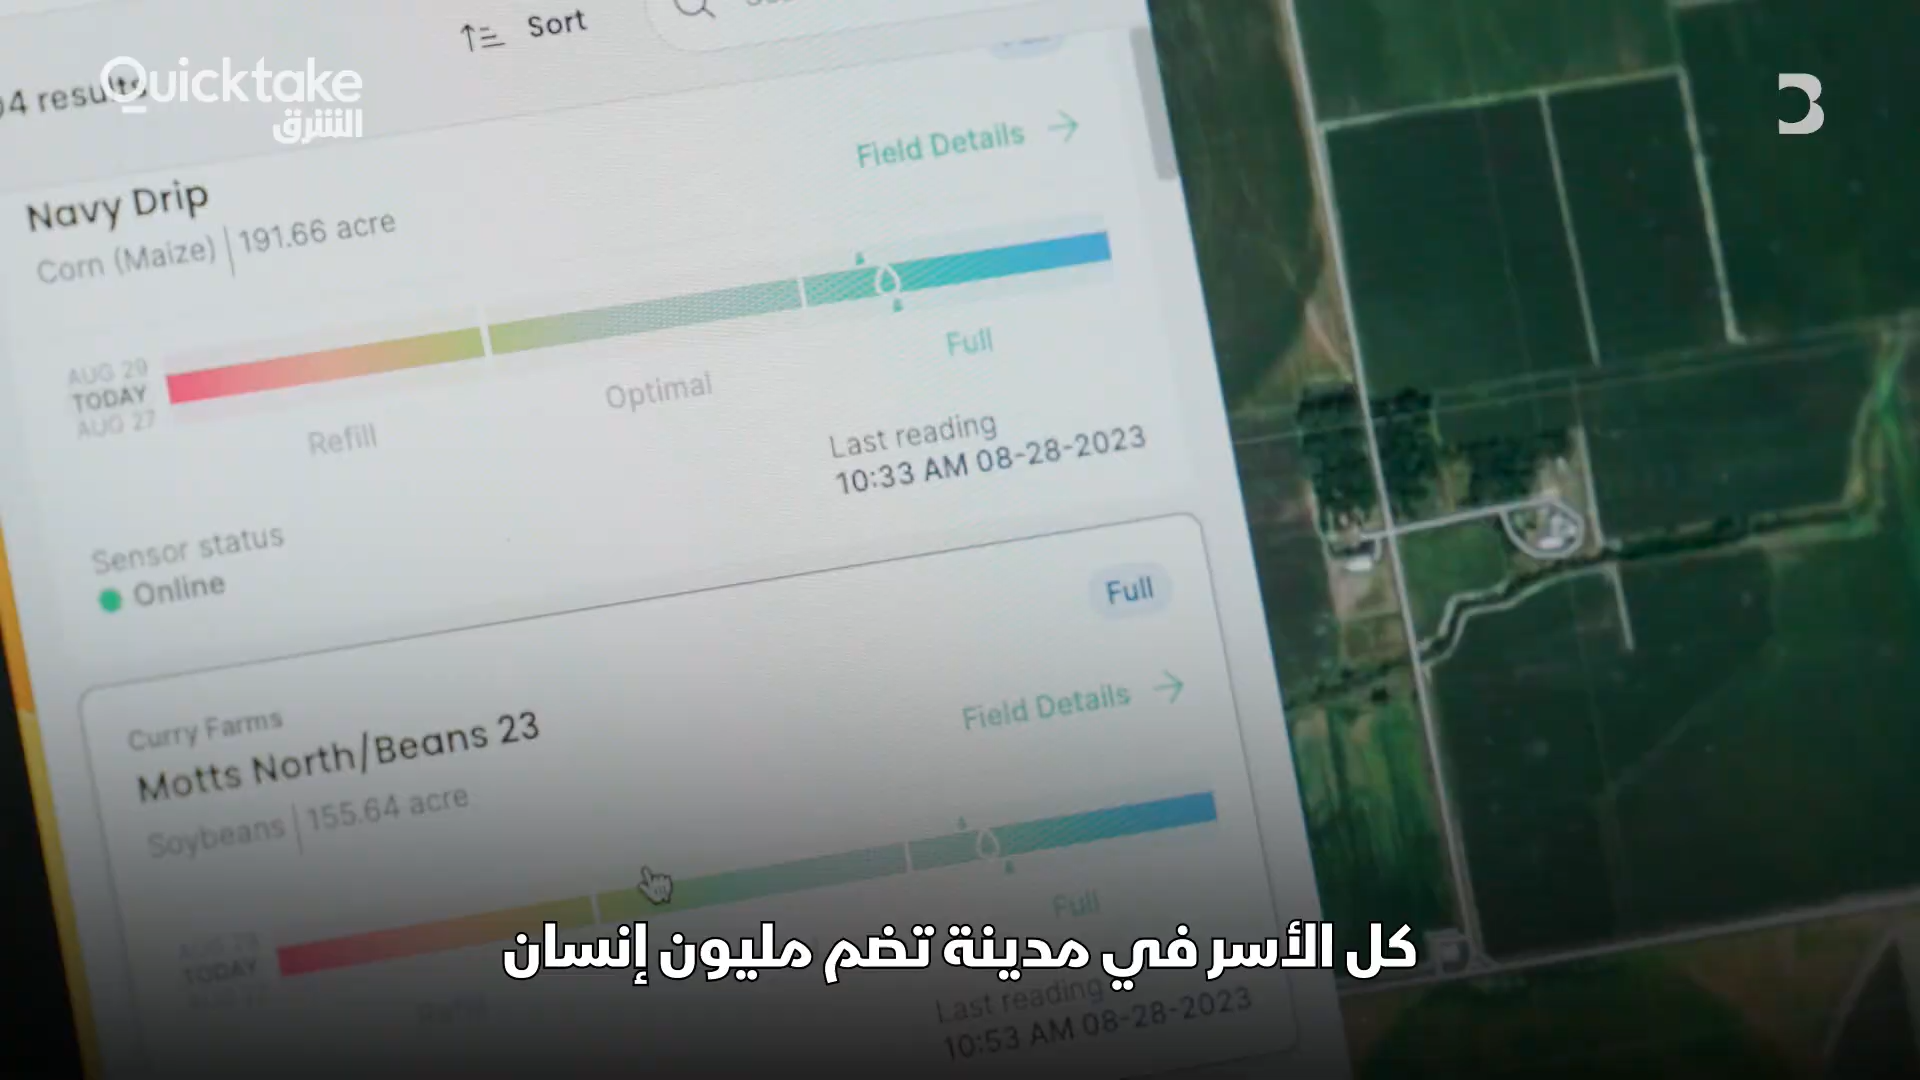 Sort
94 results
Quicktake
الشرق
Field Details
Navy Drip
Corn (Maize) | 191.66 acre
AUG 29
TODAY
AUG 27
Refill
Optimal
Full
Last reading
10:33 AM 08-28-2023
Sensor status
Online
Full
Curry Farms
Motts North/Beans 23
Field Details
Soybeans | 155.64 acre
TODAY
Full
كل الأسر في مدينة تضم مليون إنسان
Last reading
10:53 AM 08-28-2023